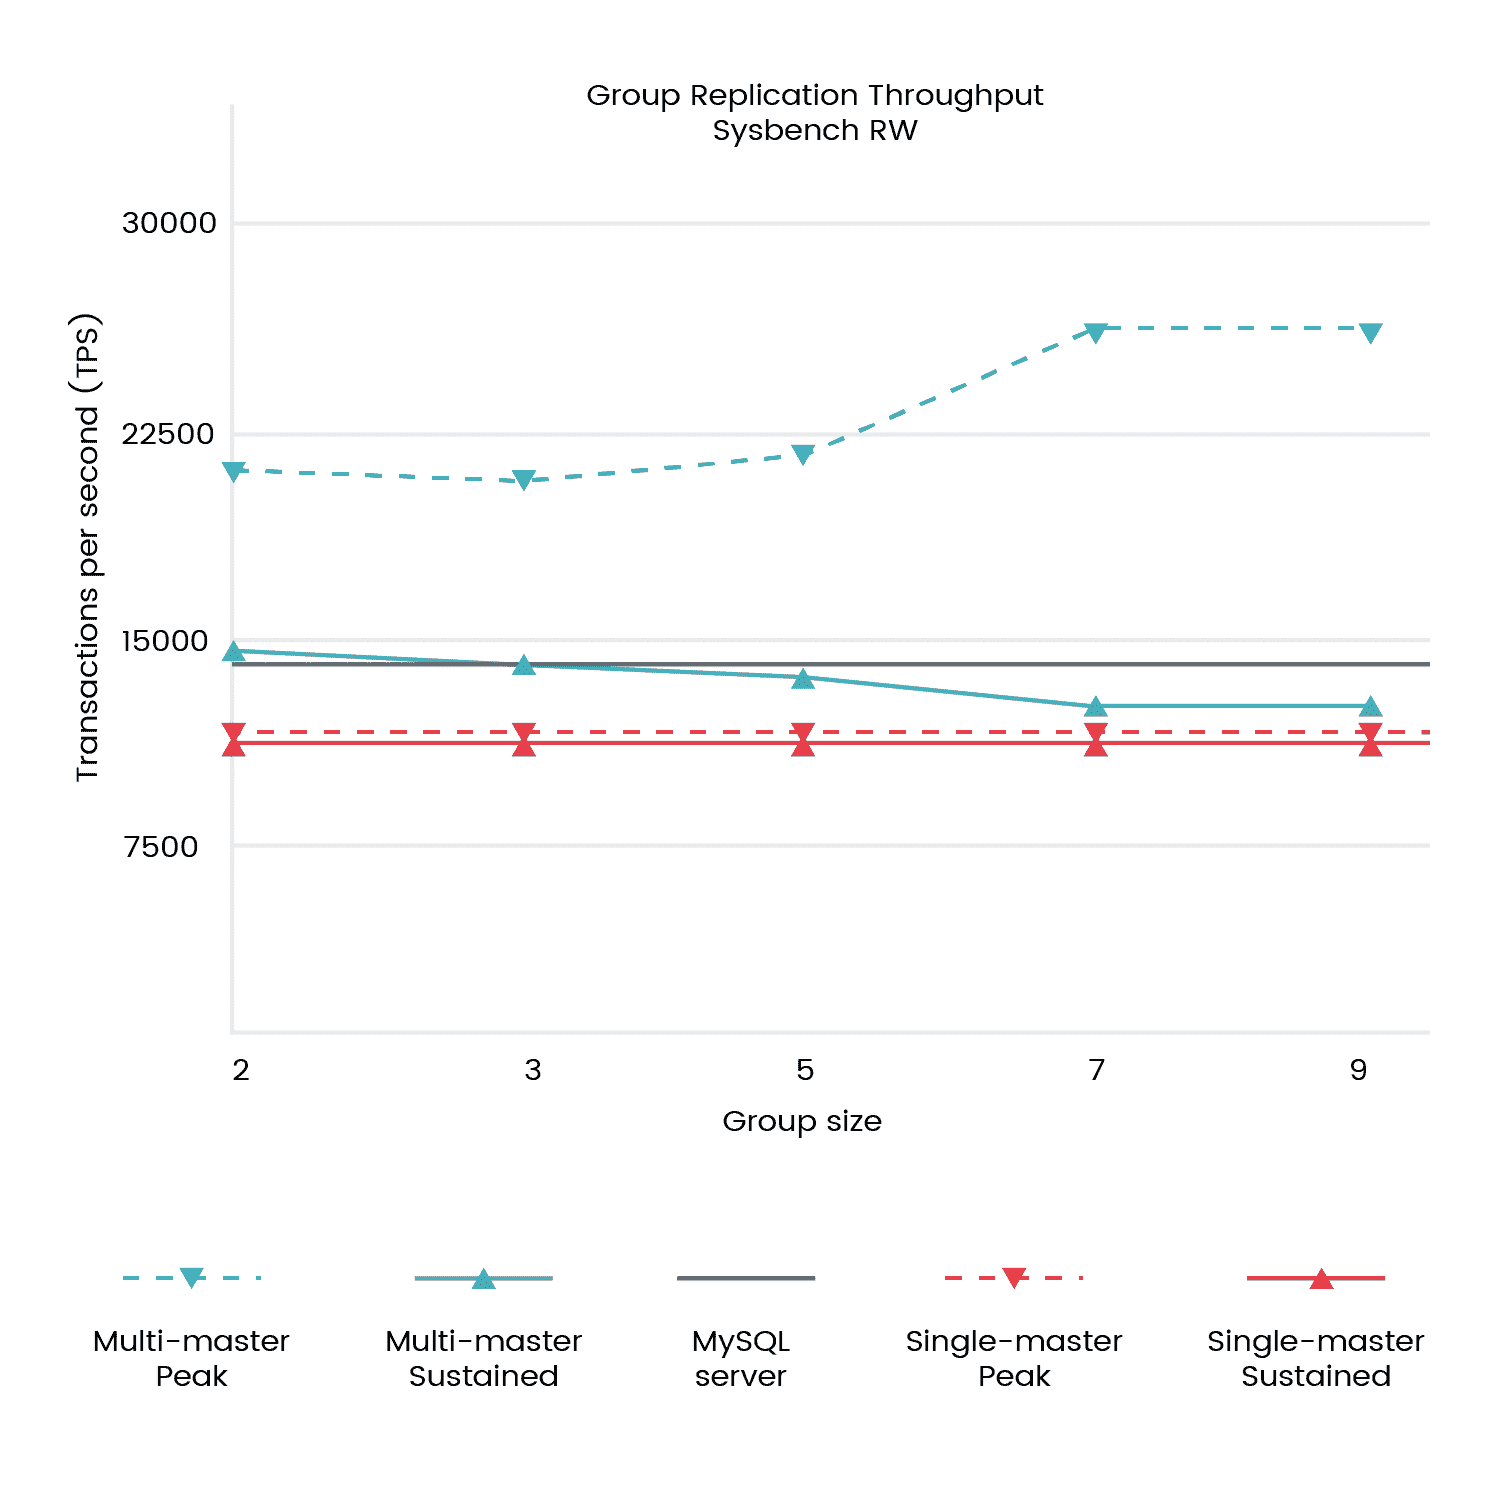 Group Replication Throughput
Sysbench RW
Transactions per second (TPS)
30000
22500
15000
7500
2 3 5 7 9
Group size
Multi-master Multi-master MySQL Single-master Single-master
Peak Sustained server Peak Sustained